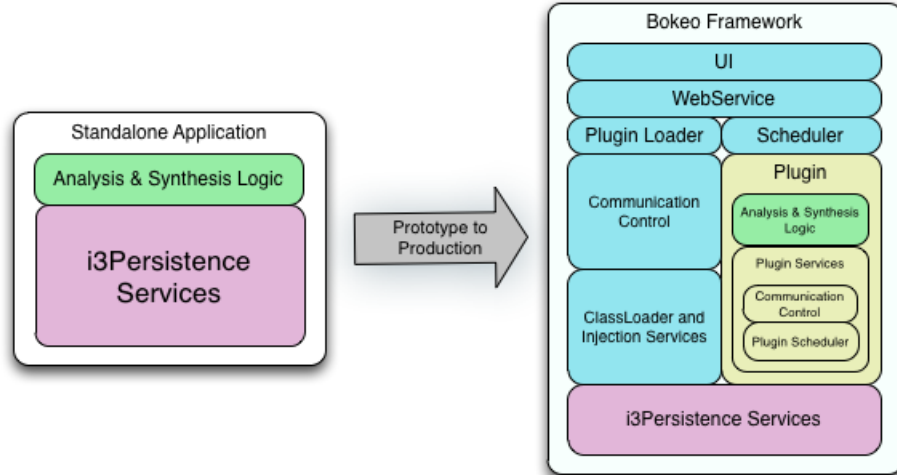 Standalone Application
Analysis & Synthesis Logic
i3Persistence
Services
Prototype to
Production
Bokeo Framework
UI
WebService
Plugin Loader
Scheduler
Communication
Control
ClassLoader and
Injection Services
Plugin
Analysis & Synthesis
Logic
Plugin Services
Communication
Control
Plugin Scheduler
i3Persistence Services